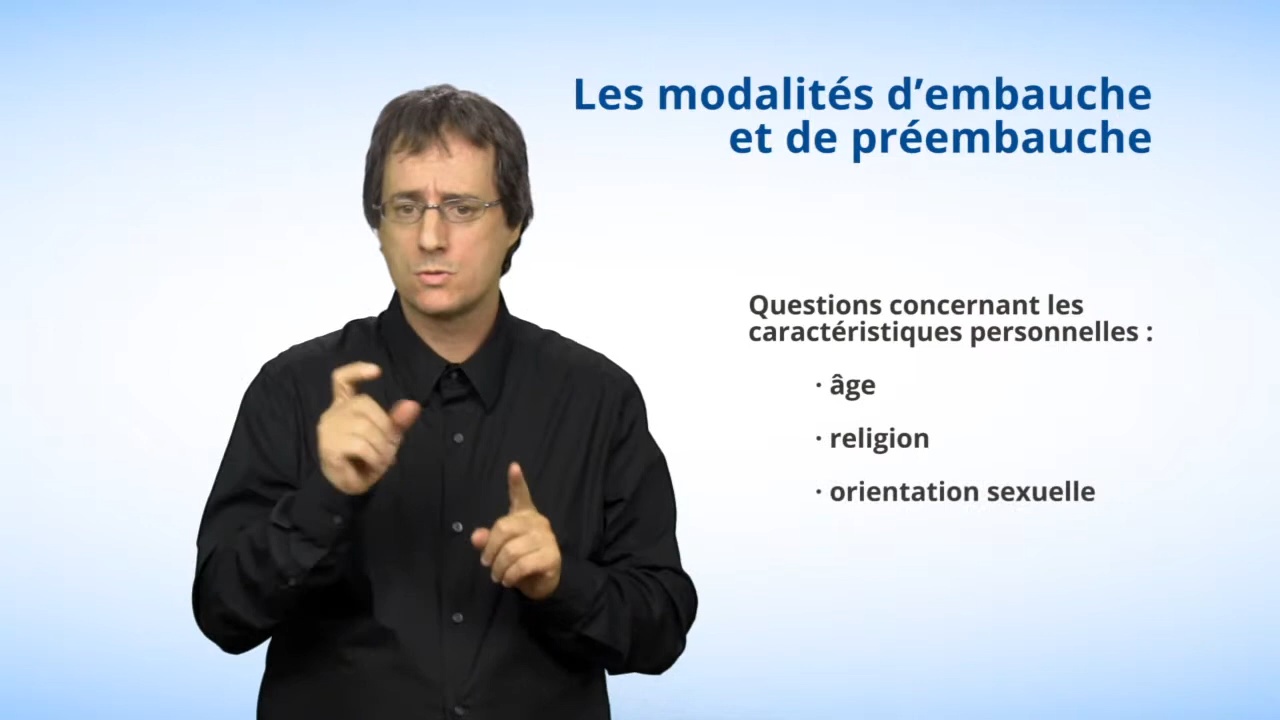 Les modalités d’embauche
et de préembauche
Questions concernant les
caractéristiques personnelles :
· âge
· religion
· orientation sexuelle